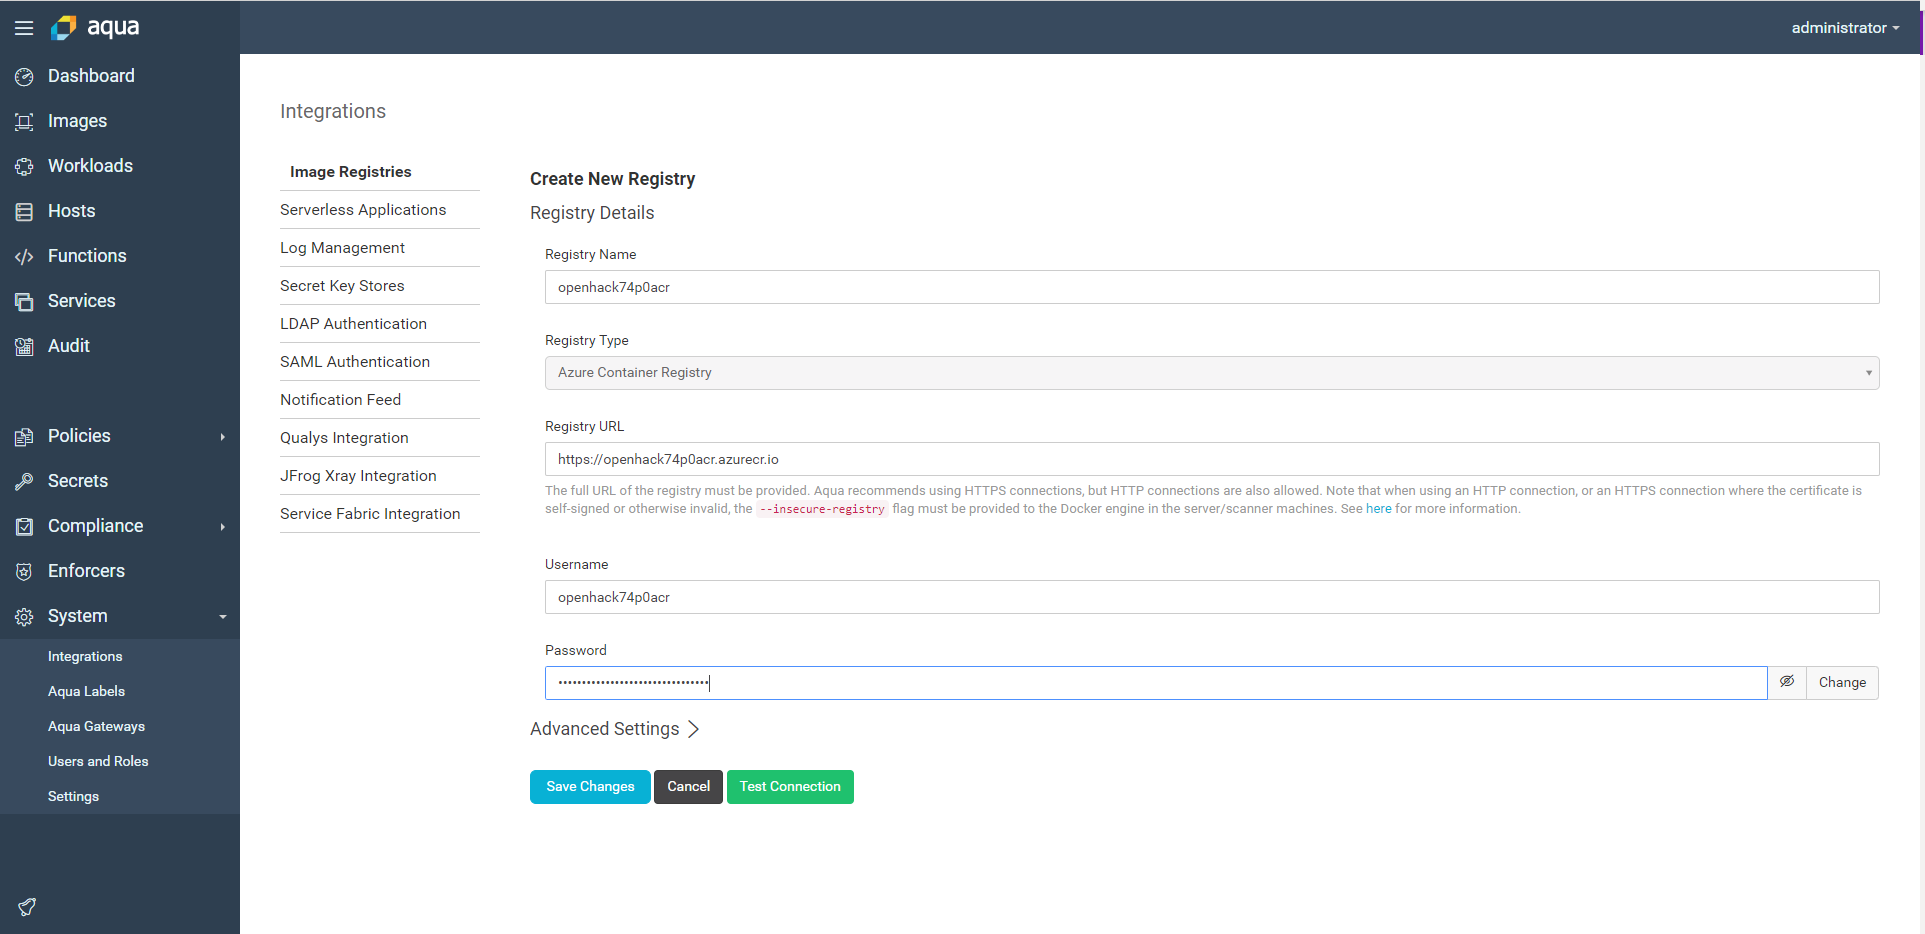 aqua
administrator
Dashboard
Images
Workloads
Hosts
Functions
Services
Audit
Policies
Secrets
Compliance
Enforcers
System
Integrations
Aqua Labels
Aqua Gateways
Users and Roles
Settings
Integrations
Image Registries
Serverless Applications
Log Management
Secret Key Stores
LDAP Authentication
SAML Authentication
Notification Feed
Qualys Integration
JFrog Xray Integration
Service Fabric Integration
Create New Registry
Registry Details
Registry Name
openhack74p0acr
Registry Type
Azure Container Registry
Registry URL
https://openhack74p0acr.azurecr.io
The full URL of the registry must be provided. Aqua recommends using HTTPS connections, but HTTP connections are also allowed. Note that when using an HTTP connection, or an HTTPS connection where the certificate is
self-signed or otherwise invalid, the --insecure-registry flag must be provided to the Docker engine in the server/scanner machines. See here for more information.
Username
openhack74p0acr
Password
••••••••••••••••••••••••••••••••
Change
Advanced Settings
Save Changes
Cancel
Test Connection